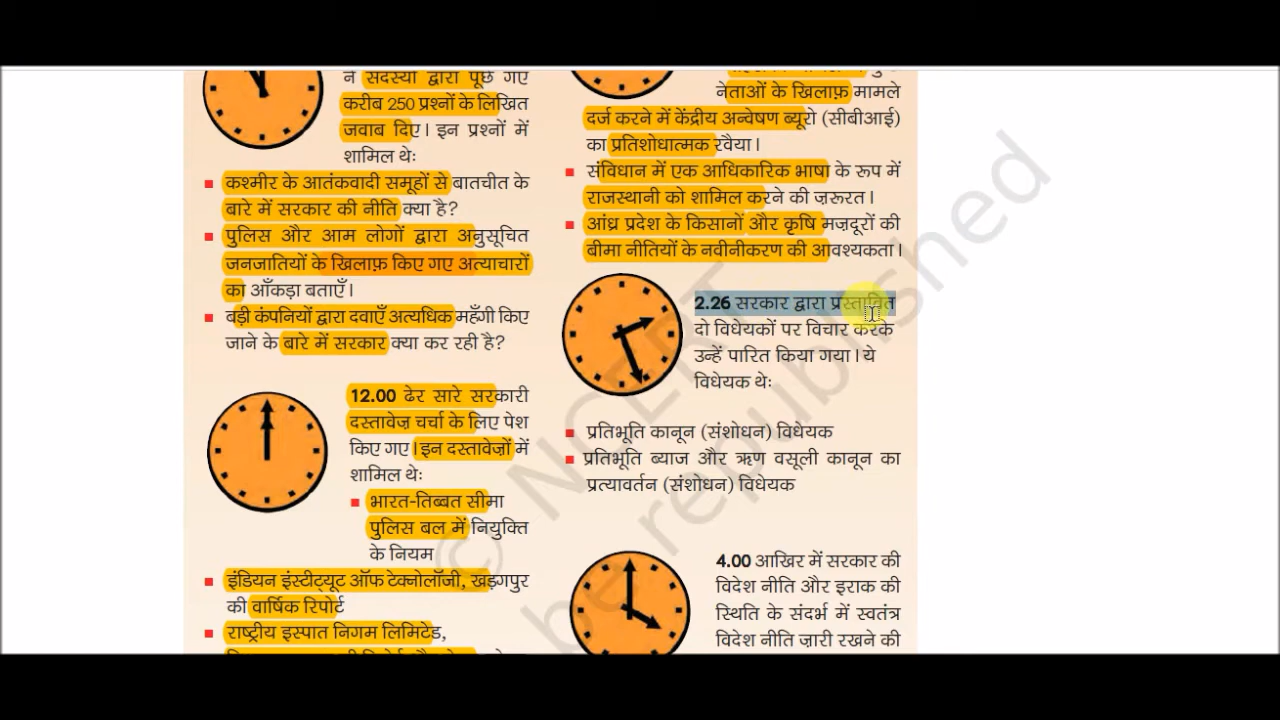 ने सदस्यों द्वारा पूछे गए
करीब 250 प्रश्नों के लिखित
जवाब दिए। इन प्रश्नों में
शामिल थे:
कश्मीर के आतंकवादी समूहों से बातचीत के
बारे में सरकार की नीति क्या है?
पुलिस और आम लोगों द्वारा अनुसूचित
जनजातियों के खिलाफ़ किए गए अत्याचारों
का आँकड़ा बताएँ।
बड़ी कंपनियों द्वारा दवाएँ अत्यधिक महँगी किए
जाने के बारे में सरकार क्या कर रही है?
12.00 ढेर सारे सरकारी
दस्तावेज़ चर्चा के लिए पेश
किए गए। इन दस्तावेज़ों में
शामिल थे:
भारत-तिब्बत सीमा
पुलिस बल में नियुक्ति
के नियम
इंडियन इंस्टीट्यूट ऑफ टेक्नोलॉजी, खड़गपुर
की वार्षिक रिपोर्ट
राष्ट्रीय इस्पात निगम लिमिटेड,
नेताओं के खिलाफ़ मामले
दर्ज करने में केंद्रीय अन्वेषण ब्यूरो (सीबीआई)
का प्रतिशोधात्मक रवैया।
संविधान में एक आधिकारिक भाषा के रूप में
राजस्थानी को शामिल करने की ज़रूरत।
आंध्र प्रदेश के किसानों और कृषि मज़दूरों की
बीमा नीतियों के नवीनीकरण की आवश्यकता।
2.26 सरकार द्वारा प्रस्तावित
दो विधेयकों पर विचार करके
उन्हें पारित किया गया। ये
विधेयक थे:
प्रतिभूति कानून (संशोधन) विधेयक
प्रतिभूति ब्याज और ऋण वसूली कानून का
प्रत्यावर्तन (संशोधन) विधेयक
4.00 आखिर में सरकार की
विदेश नीति और इराक की
स्थिति के संदर्भ में स्वतंत्र
विदेश नीति ज़ारी रखने की
© NCERT
be republished